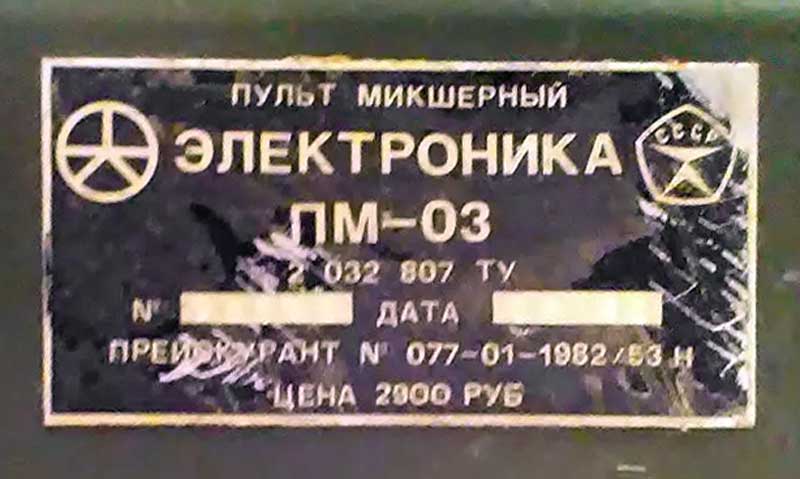 ПУЛЬТ МИКШЕРНЫЙ
ЭЛЕКТРОНИКА
СССР
ПМ-03
2 032 807 ТУ
№ ДАТА
ПРЕЙСКУРАНТ № 077-01-1982/53 Н
ЦЕНА 2900 РУБ